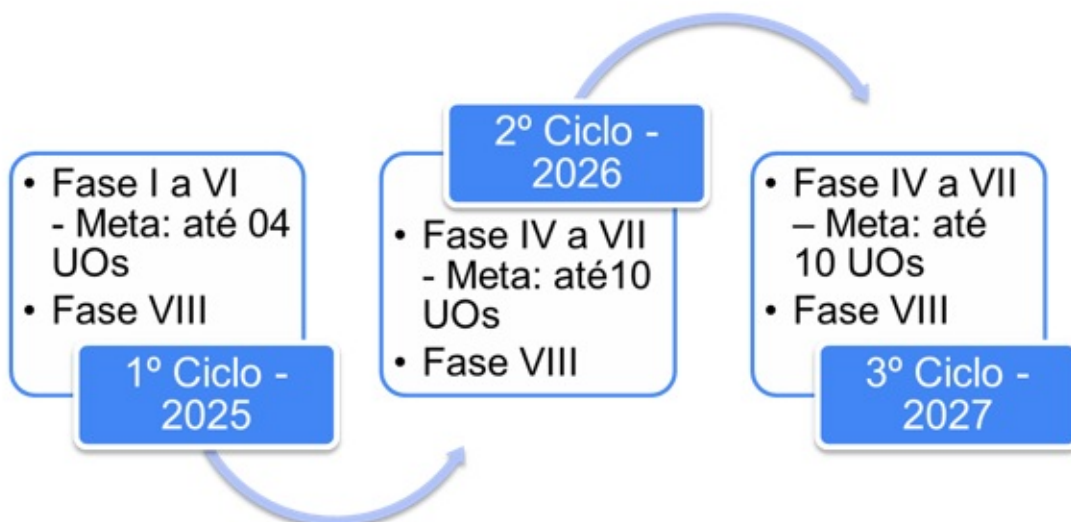 • Fase I a VI
- Meta: até 04
UOs
• Fase VIII
1º Ciclo -
2025
2º Ciclo -
2026
• Fase IV a VII
- Meta: até10
UOs
• Fase VIII
• Fase IV a VII
– Meta: até
10 UOs
• Fase VIII
3º Ciclo -
2027